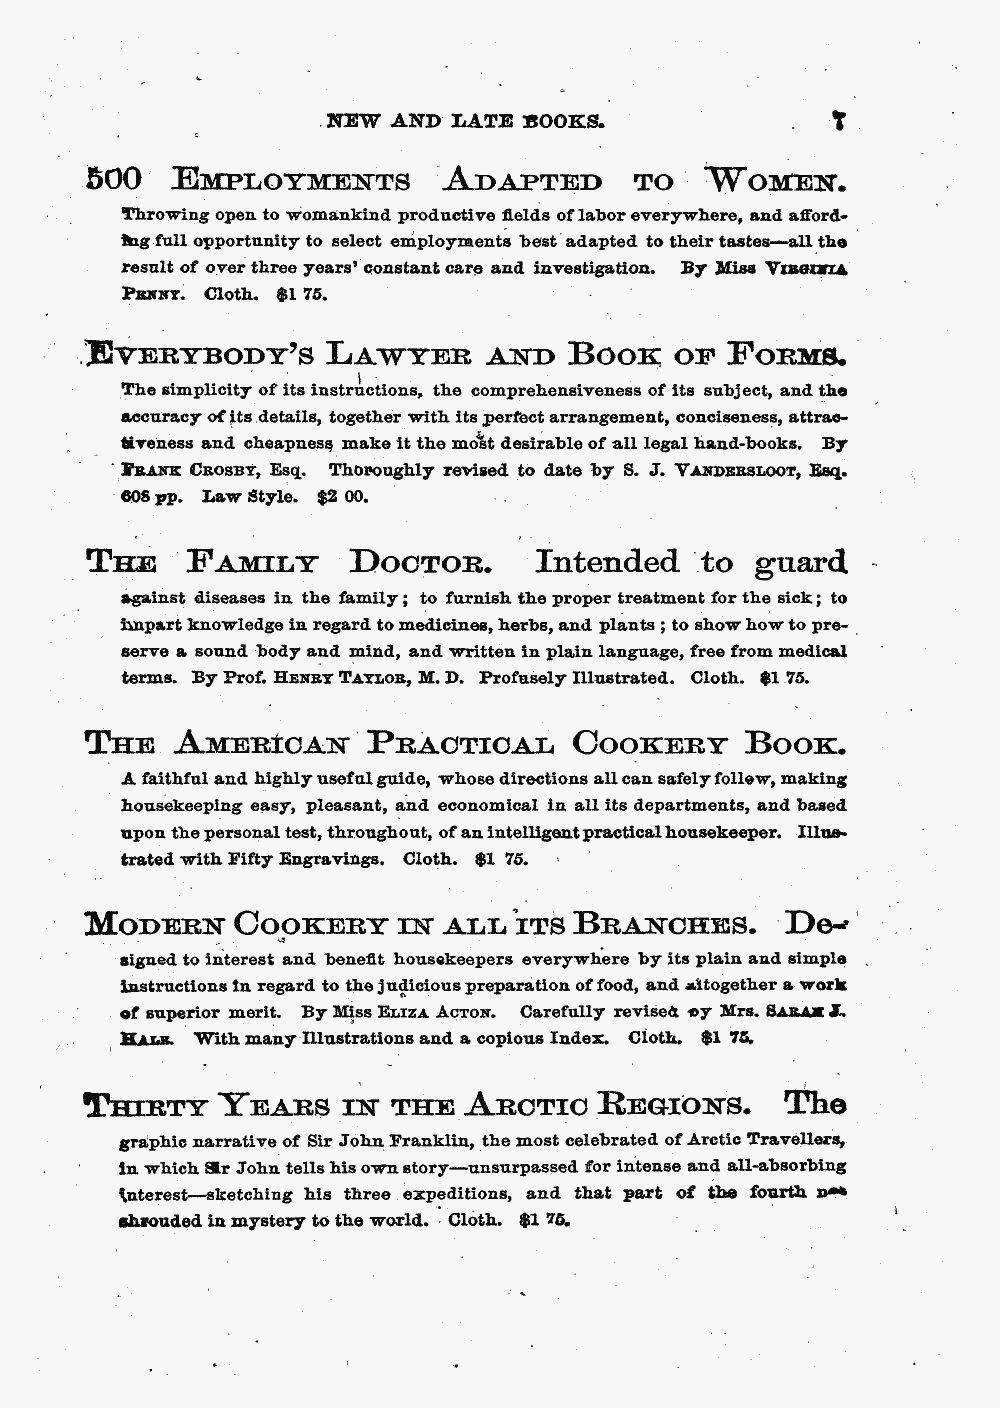 NEW AND LATE BOOKS. 7
500 EMPLOYMENTS ADAPTED TO WOMEN.
Throwing open to womankind productive fields of labor everywhere, and afford-
ing full opportunity to select employments best adapted to their tastes—all the
result of over three years' constant care and investigation. By Miss VIRGINIA
PENNY. Cloth. $1 75.
EVERYBODY'S LAWYER AND BOOK OF FORMS.
The simplicity of its instructions, the comprehensiveness of its subject, and the
accuracy of its details, together with its perfect arrangement, conciseness, attrac-
tiveness and cheapness make it the most desirable of all legal hand-books. By
FRANK CROSBY, Esq. Thoroughly revised to date by S. J. VANDERSLOOT, Esq.
608 pp. Law Style. $2 00.
THE FAMILY DOCTOR. Intended to guard
against diseases in the family; to furnish the proper treatment for the sick; to
impart knowledge in regard to medicines, herbs, and plants; to show how to pre-
serve a sound body and mind, and written in plain language, free from medical
terms. By Prof. HENRY TAYLOR, M. D. Profusely Illustrated. Cloth. $1 75.
THE AMERICAN PRACTICAL COOKERY BOOK.
A faithful and highly useful guide, whose directions all can safely follow, making
housekeeping easy, pleasant, and economical in all its departments, and based
upon the personal test, throughout, of an intelligent practical housekeeper. Illus-
trated with Fifty Engravings. Cloth. $1 75.
MODERN COOKERY IN ALL ITS BRANCHES. De-
signed to interest and benefit housekeepers everywhere by its plain and simple
instructions in regard to the judicious preparation of food, and altogether a work
of superior merit. By Miss ELIZA ACTON. Carefully revised by Mrs. SARAH J.
HALE. With many Illustrations and a copious Index. Cloth. $1 75.
THIRTY YEARS IN THE ARCTIC REGIONS. The
graphic narrative of Sir John Franklin, the most celebrated of Arctic Travellers,
in which Sir John tells his own story—unsurpassed for intense and all-absorbing
interest—sketching his three expeditions, and that part of the fourth not
shrouded in mystery to the world. Cloth. $1 75.